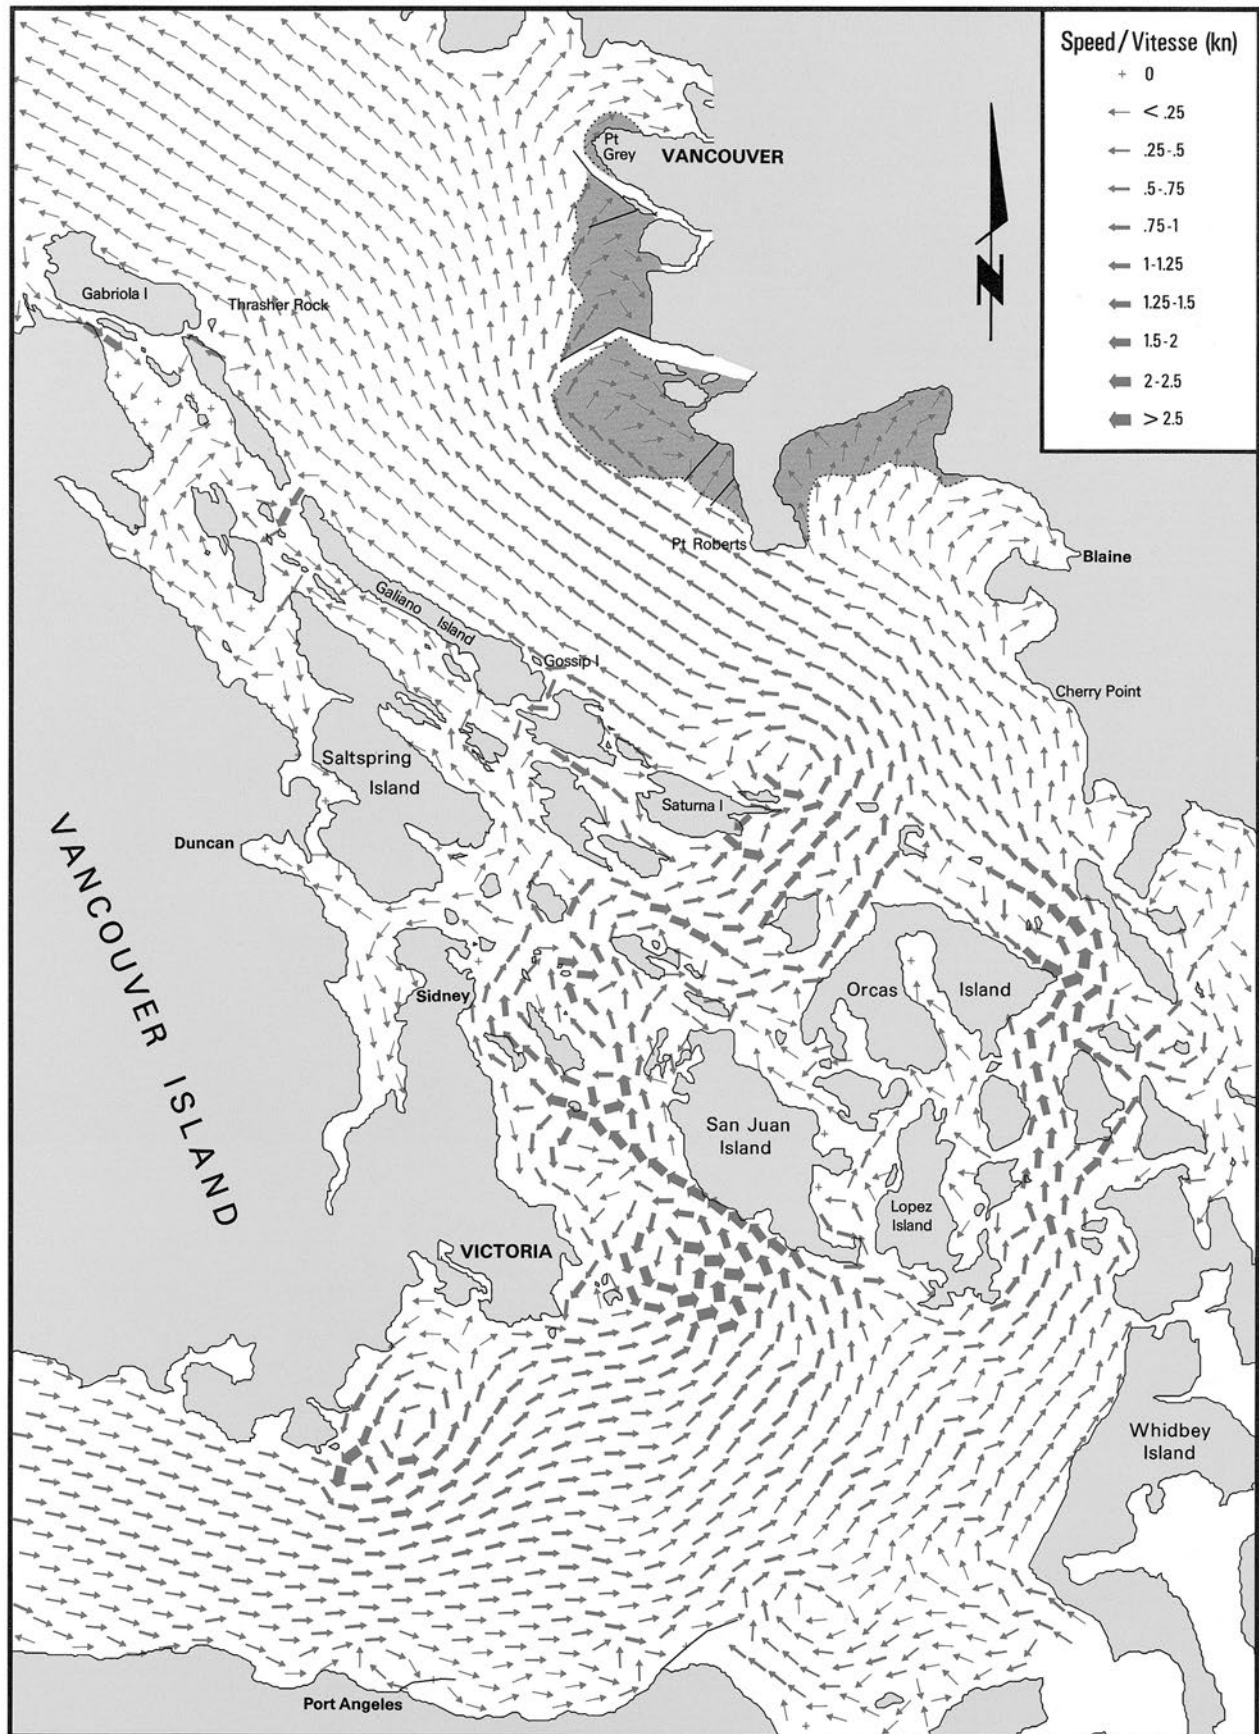 Speed/Vitesse (kn)
+ 0
< .25
.25-.5
.5-.75
.75-1
1-1.25
1.25-1.5
1.5-2
2-2.5
> 2.5
Pt
Grey
VANCOUVER
N
Gabriola I
Thrasher Rock
Pt Roberts
Blaine
Galiano
Island
Gossip I
Cherry Point
Saltspring
Island
Saturna I
Duncan
VANCOUVER ISLAND
Sidney
Orcas Island
San Juan
Island
Lopez
Island
VICTORIA
Whidbey
Island
Port Angeles